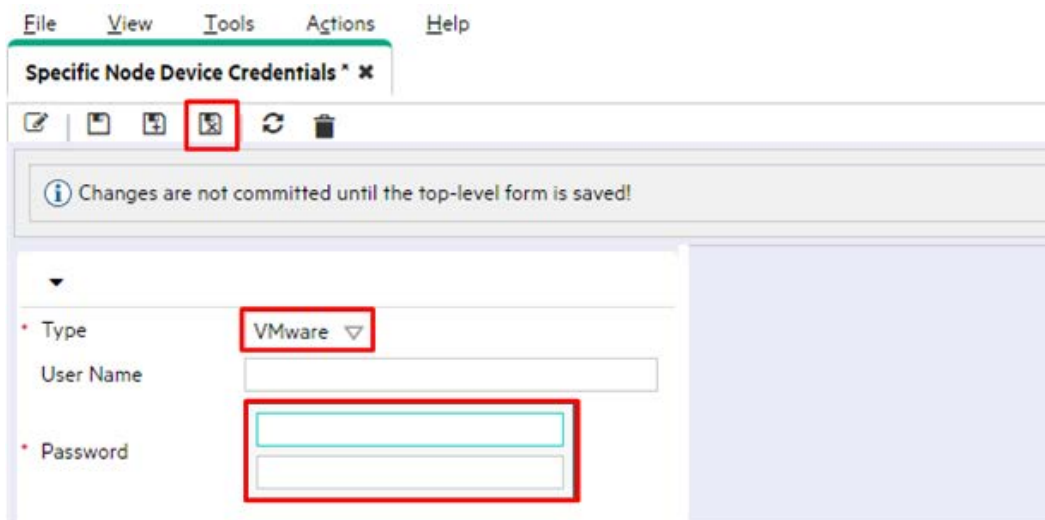 File View Tools Actions Help
Specific Node Device Credentials * ✖
Changes are not committed until the top-level form is saved!
* Type VMware
User Name
* Password